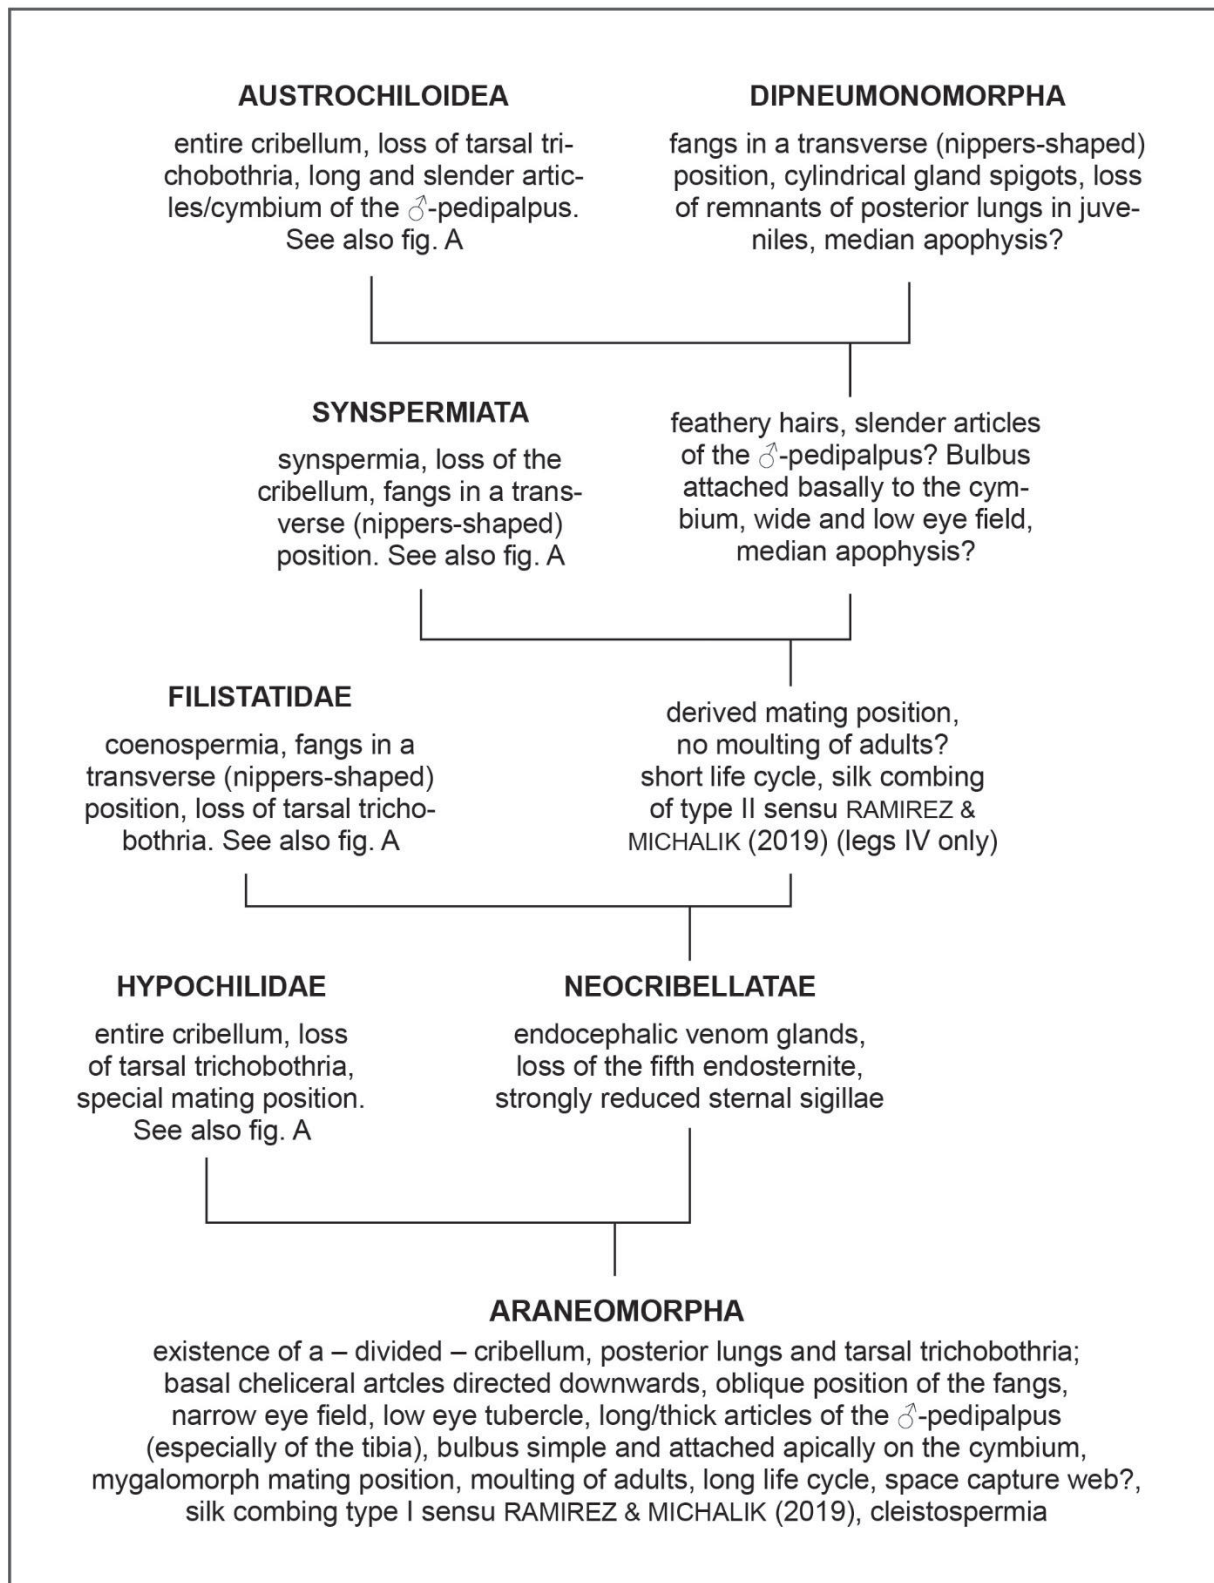 AUSTROCHILOIDEA
entire cribellum, loss of tarsal tri-
chobothria, long and slender artic-
les/cymbium of the ♂-pedipalpus.
See also fig. A
DIPNEUMONOMORPHA
fangs in a transverse (nippers-shaped)
position, cylindrical gland spigots, loss
of remnants of posterior lungs in juve-
niles, median apophysis?
SYNSPERMIATA
synspermia, loss of the
cribellum, fangs in a trans-
verse (nippers-shaped)
position. See also fig. A
feathery hairs, slender articles
of the ♂-pedipalpus? Bulbus
attached basally to the cym-
bium, wide and low eye field,
median apophysis?
FILISTATIDAE
coenospermia, fangs in a
transverse (nippers-shaped)
position, loss of tarsal tricho-
bothria. See also fig. A
derived mating position,
no moulting of adults?
short life cycle, silk combing
of type II sensu RAMIREZ &
MICHALIK (2019) (legs IV only)
HYPOCHILIDAE
entire cribellum, loss
of tarsal trichobothria,
special mating position.
See also fig. A
NEOCRIBELLATAE
endocephalic venom glands,
loss of the fifth endosternite,
strongly reduced sternal sigillae
ARANEOMORPHA
existence of a – divided – cribellum, posterior lungs and tarsal trichobothria;
basal cheliceral artcles directed downwards, oblique position of the fangs,
narrow eye field, low eye tubercle, long/thick articles of the ♂-pedipalpus
(especially of the tibia), bulbus simple and attached apically on the cymbium,
mygalomorph mating position, moulting of adults, long life cycle, space capture web?,
silk combing type I sensu RAMIREZ & MICHALIK (2019), cleistospermia